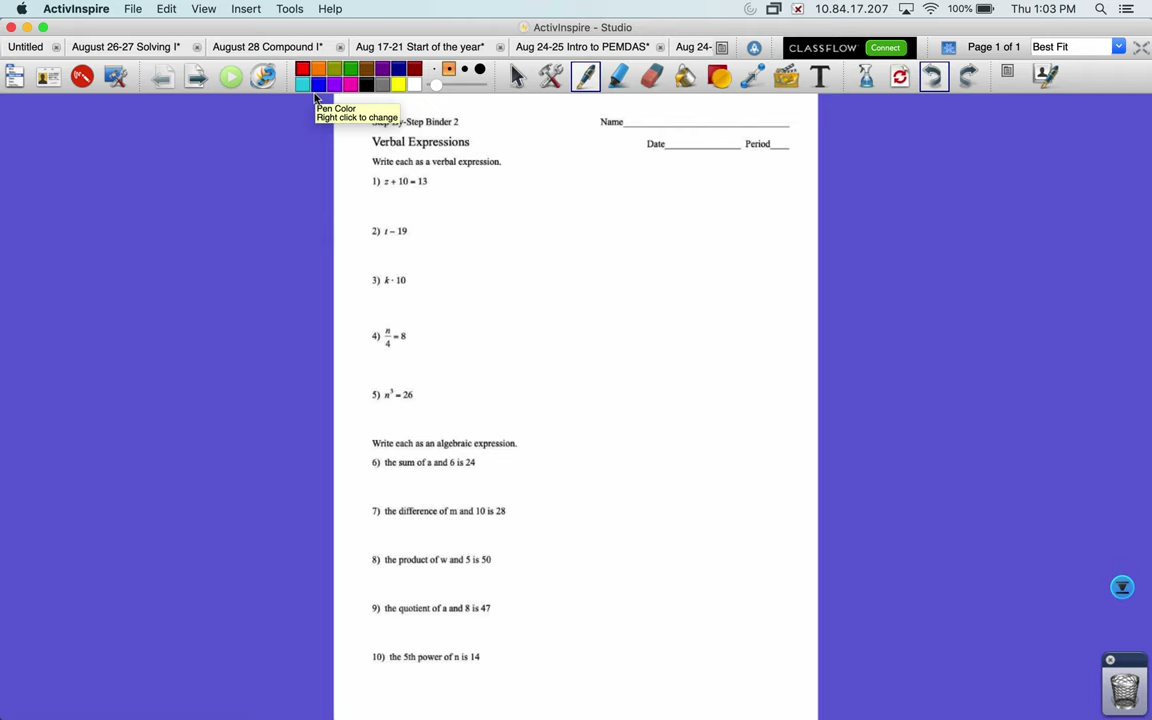 ActivInspire File Edit View Insert Tools Help 10.84.17.207 100% Thu 1:03 PM
ActivInspire - Studio
Untitled August 26-27 Solving I* August 28 Compound I* Aug 17-21 Start of the year* Aug 24-25 Intro to PEMDAS* Aug 24- CLASSFLOW Connect Page 1 of 1 Best Fit
T
Pen Color
Right click to change
-Step Binder 2 Name
Verbal Expressions Date Period
Write each as a verbal expression.
1) z + 10 = 13
2) t − 19
3) k · 10
4) n/4 = 8
5) n³ = 26
Write each as an algebraic expression.
6) the sum of a and 6 is 24
7) the difference of m and 10 is 28
8) the product of w and 5 is 50
9) the quotient of a and 8 is 47
10) the 5th power of n is 14